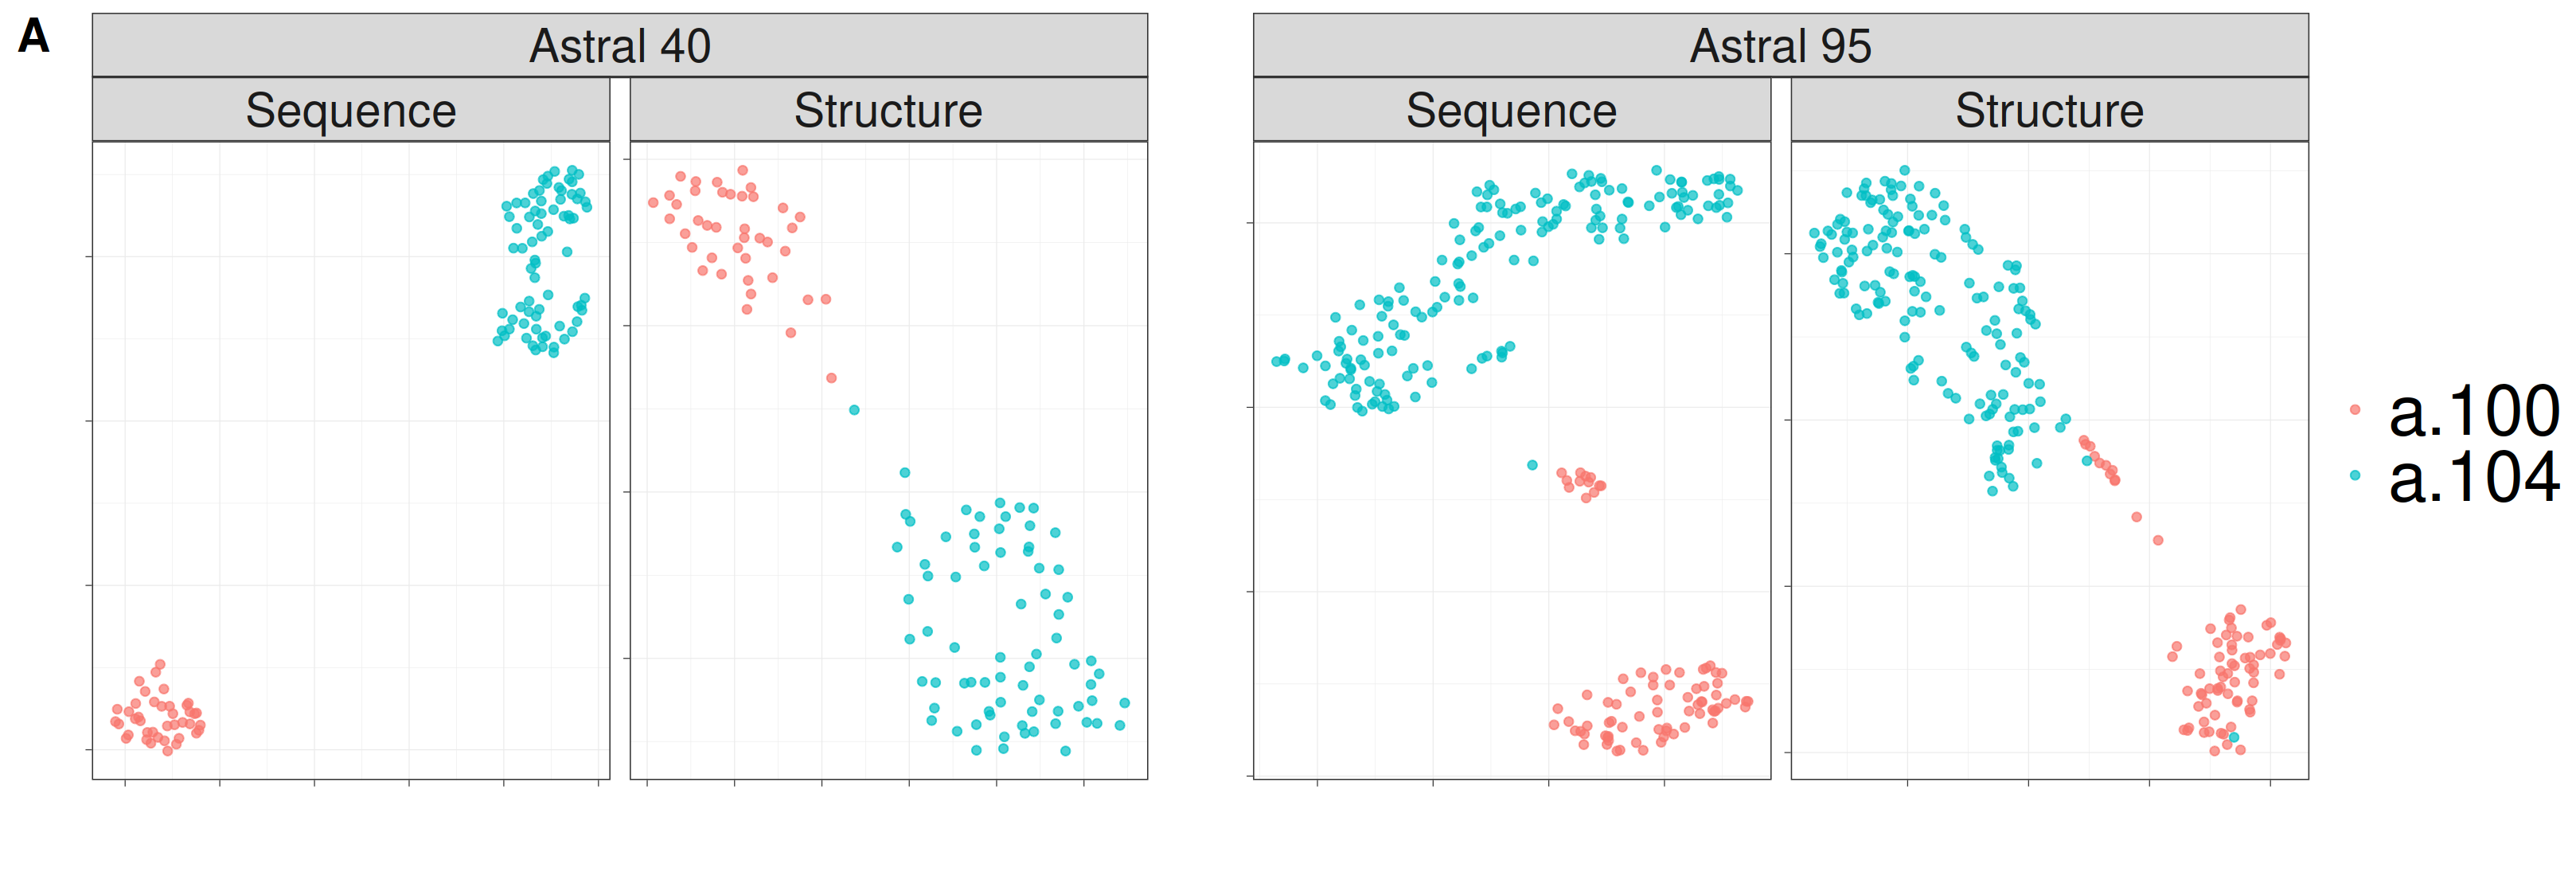 A
Astral 40
Astral 95
Sequence
Structure
Sequence
Structure
a.100
a.104